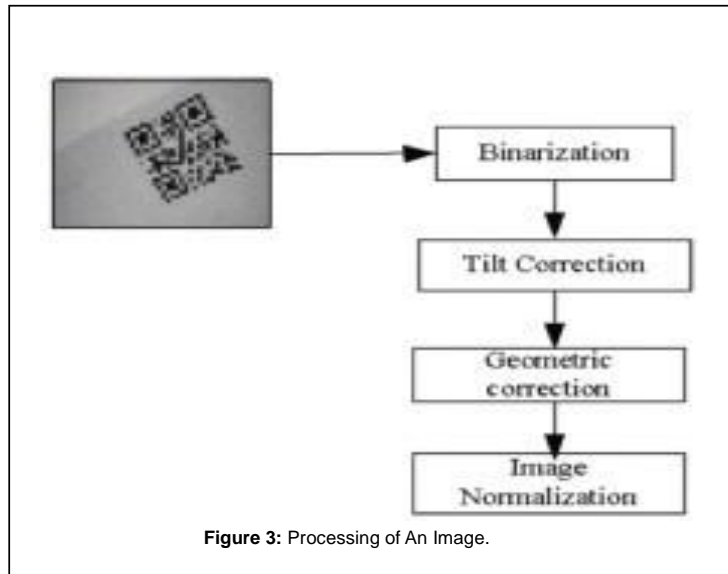 Binarization
Tilt Correction
Geometric
correction
Image
Normalization
Figure 3: Processing of An Image.